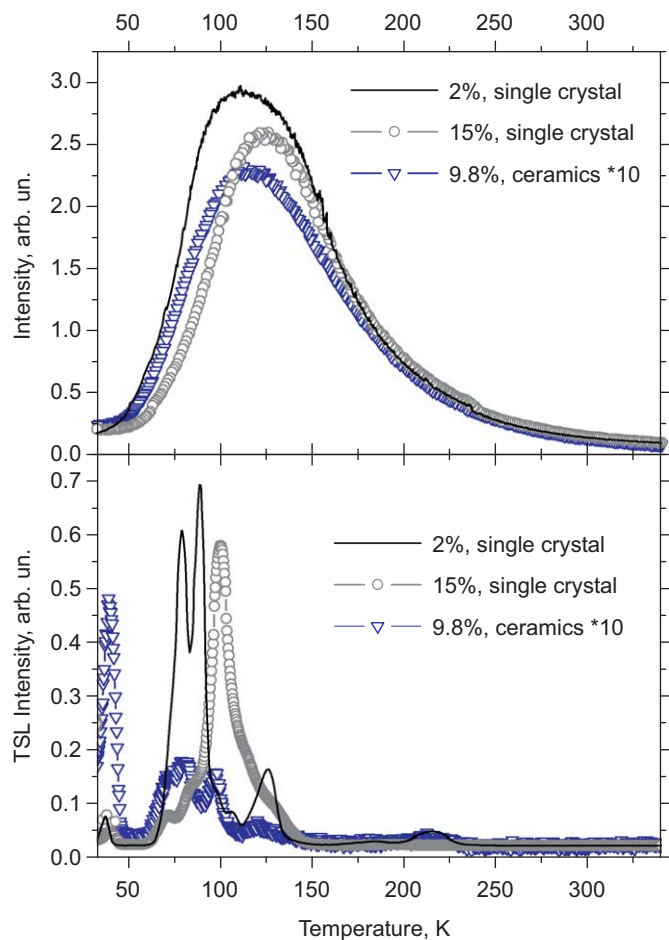 50 100 150 200 250 300
3.0
2.5
2.0
1.5
1.0
0.5
0.0
Intensity, arb. un.
2%, single crystal
15%, single crystal
9.8%, ceramics *10
0.7
0.6
0.5
0.4
0.3
0.2
0.1
0.0
TSL Intensity, arb. un.
2%, single crystal
15%, single crystal
9.8%, ceramics *10
50 100 150 200 250 300
Temperature, K